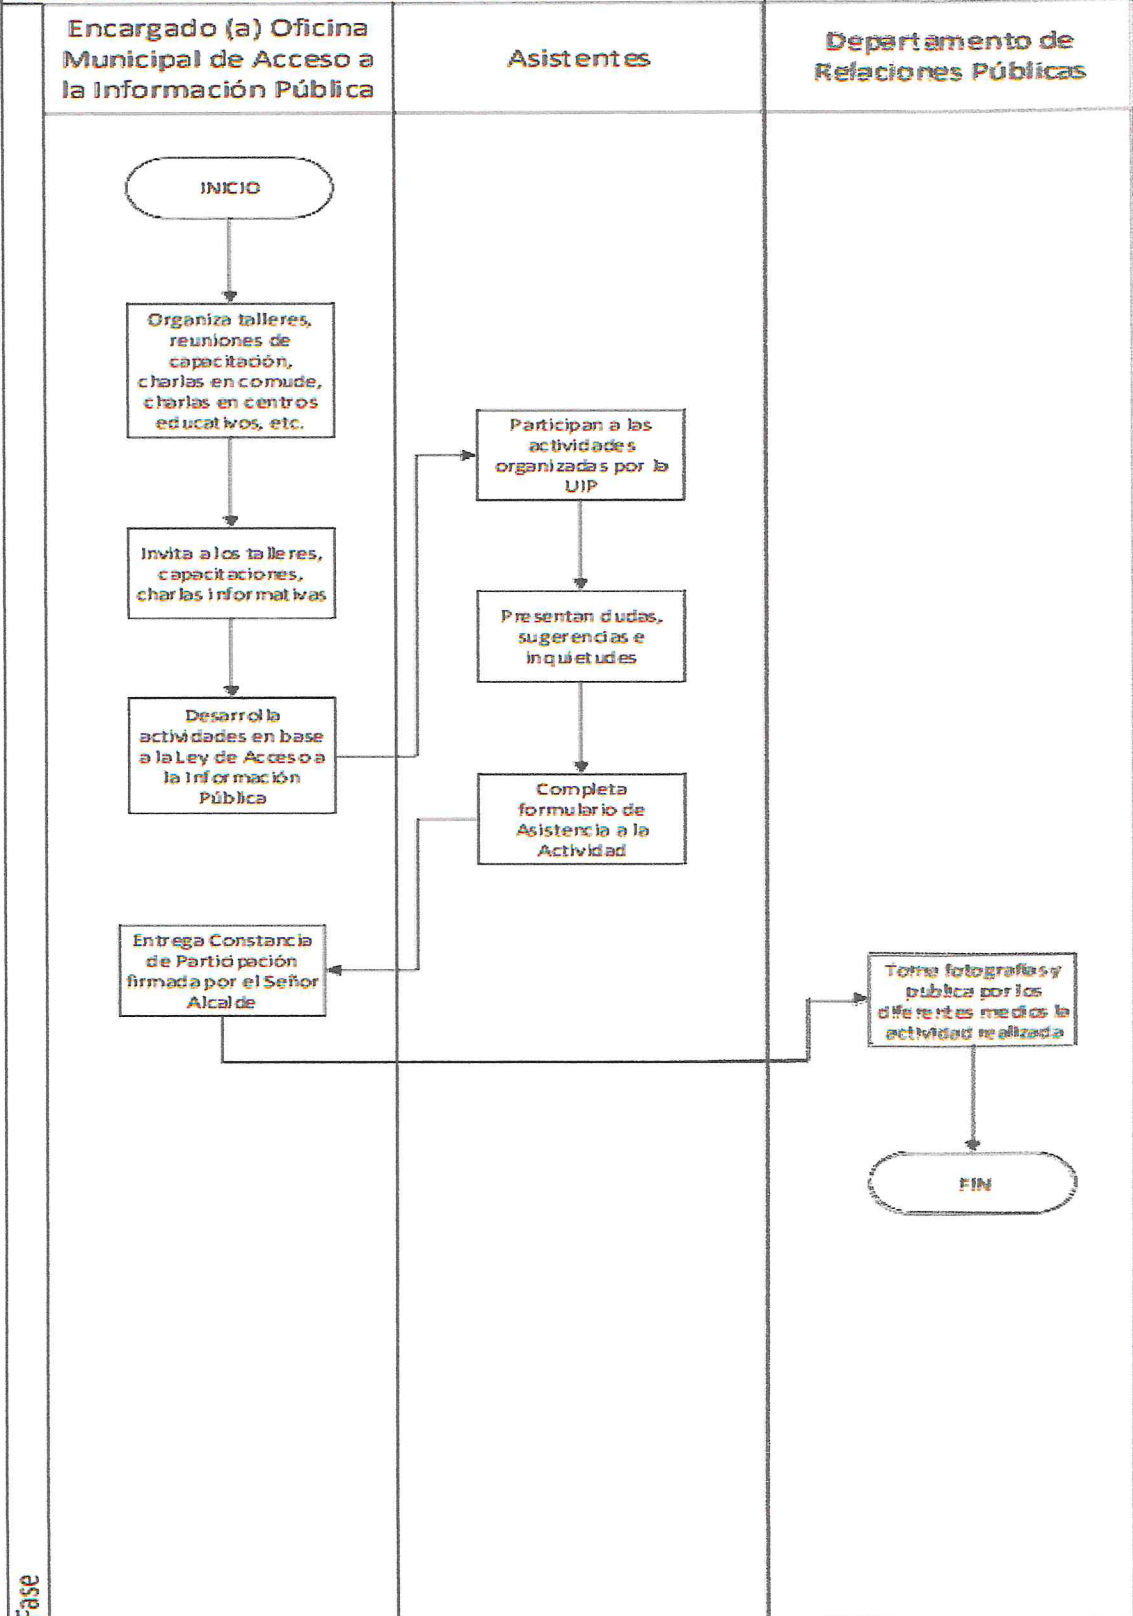 Encargado (a) Oficina
Municipal de Acceso a
la Información Pública
Asistentes
Departamento de
Relaciones Públicas
INICIO
Organiza talleres,
reuniones de
capacitación,
charlas en comude,
charlas en centros
educativos, etc.
Invita a los talleres,
capacitaciones,
charlas informativas
Desarrolla
actividades en base
a la Ley de Acceso a
la Información
Pública
Participan a las
actividades
organizadas por la
UIP
Presentan dudas,
sugerencias e
inquietudes
Completa
formulario de
Asistencia a la
Actividad
Entrega Constancia
de Participación
firmada por el Señor
Alcalde
Toma fotografías y
publica por los
diferentes medios la
actividad realizada
FIN
Fase